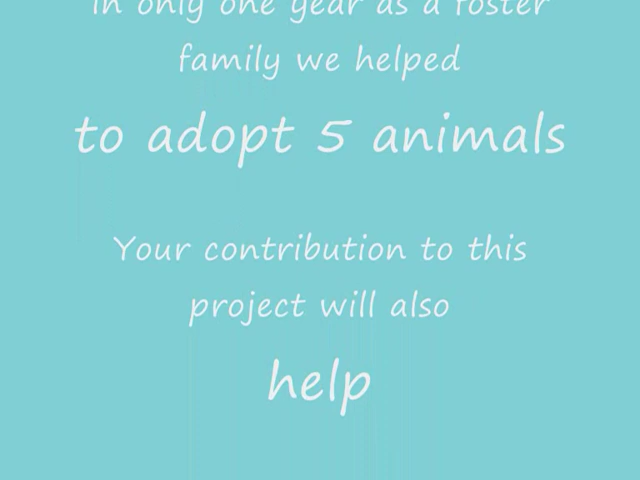 in only one year as a foster
family we helped
to adopt 5 animals
Your contribution to this
project will also
help